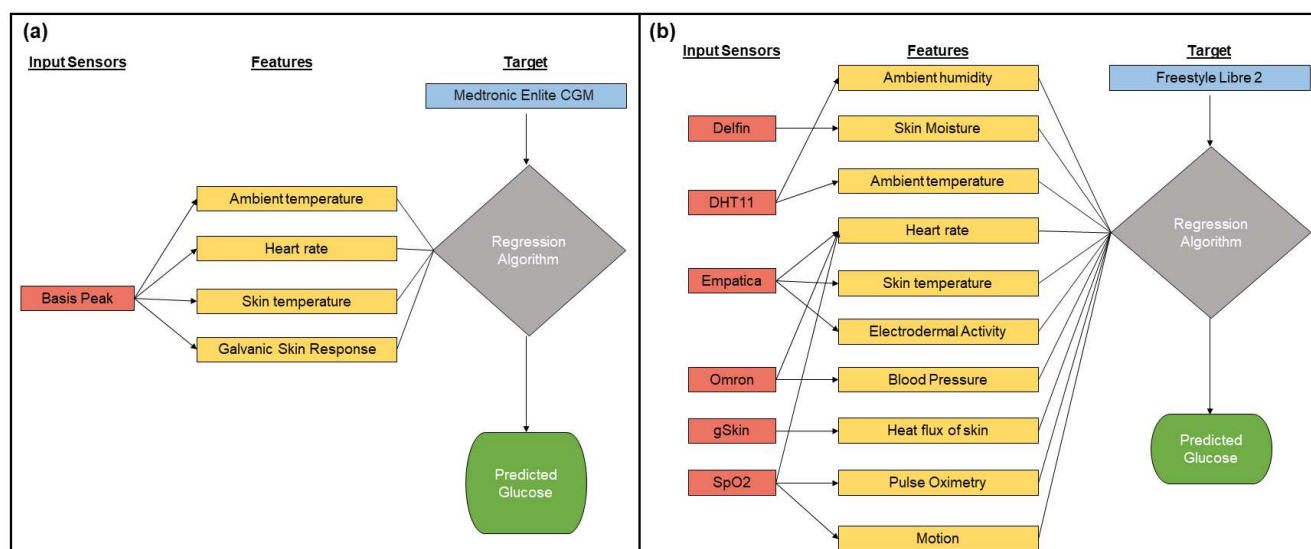 (a)
Input Sensors
Features
Target
Medtronic Enlite CGM
Ambient temperature
Heart rate
Basis Peak
Skin temperature
Galvanic Skin Response
Regression
Algorithm
Predicted
Glucose
(b)
Input Sensors
Features
Target
Ambient humidity
Freestyle Libre 2
Delfin
Skin Moisture
DHT11
Ambient temperature
Heart rate
Regression
Algorithm
Empatica
Skin temperature
Electrodermal Activity
Omron
Blood Pressure
gSkin
Heat flux of skin
Predicted
Glucose
SpO2
Pulse Oximetry
Motion